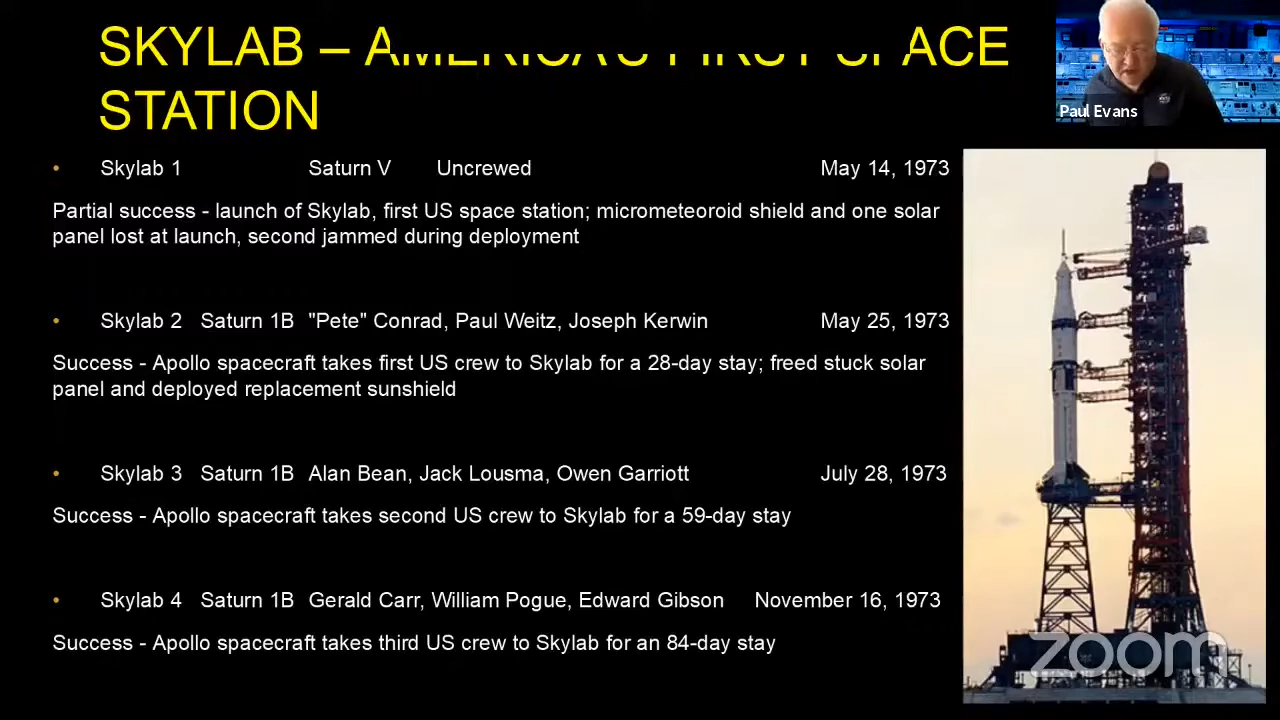 SKYLAB – AMERICA'S FIRST SPACE
STATION
Paul Evans
• Skylab 1 Saturn V Uncrewed May 14, 1973
Partial success - launch of Skylab, first US space station; micrometeoroid shield and one solar
panel lost at launch, second jammed during deployment
• Skylab 2 Saturn 1B "Pete" Conrad, Paul Weitz, Joseph Kerwin May 25, 1973
Success - Apollo spacecraft takes first US crew to Skylab for a 28-day stay; freed stuck solar
panel and deployed replacement sunshield
• Skylab 3 Saturn 1B Alan Bean, Jack Lousma, Owen Garriott July 28, 1973
Success - Apollo spacecraft takes second US crew to Skylab for a 59-day stay
• Skylab 4 Saturn 1B Gerald Carr, William Pogue, Edward Gibson November 16, 1973
Success - Apollo spacecraft takes third US crew to Skylab for an 84-day stay
zoom